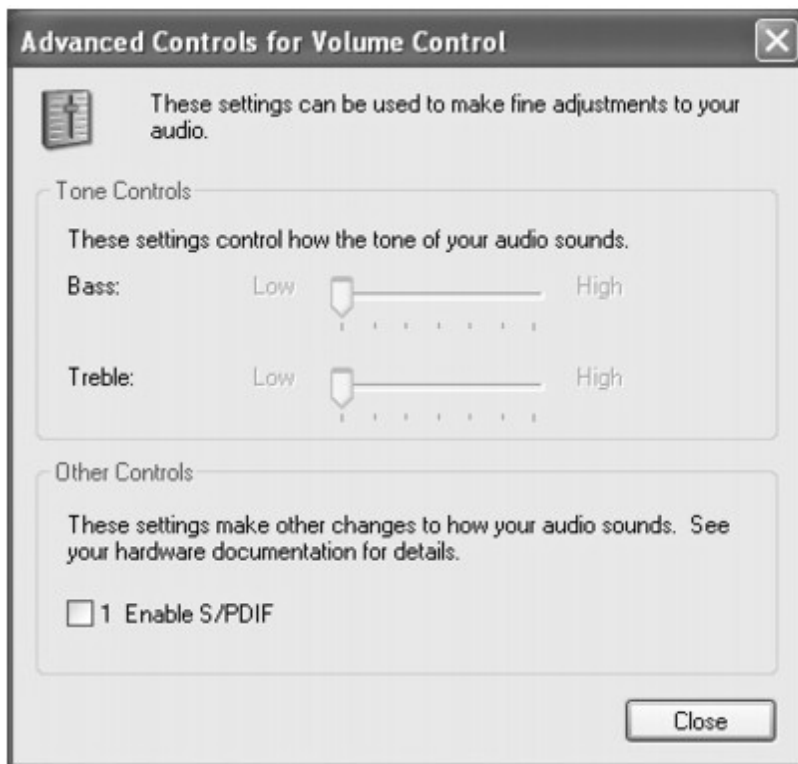 Advanced Controls for Volume Control
These settings can be used to make fine adjustments to your
audio.
Tone Controls
These settings control how the tone of your audio sounds.
Bass: Low High
Treble: Low High
Other Controls
These settings make other changes to how your audio sounds. See
your hardware documentation for details.
1 Enable S/PDIF
Close